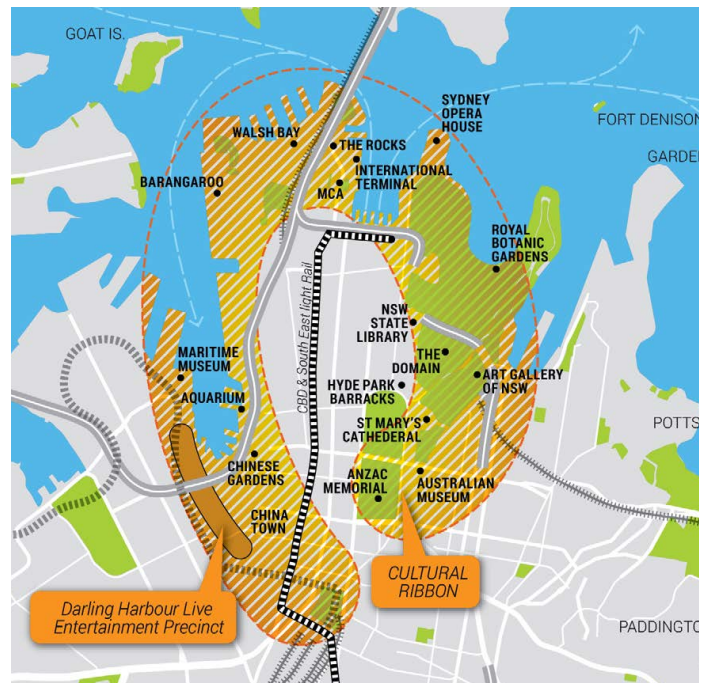 GOAT IS.
SYDNEY
OPERA
HOUSE
FORT DENISON
WALSH BAY
THE ROCKS
INTERNATIONAL
TERMINAL
GARDE
BARANGAROO
MCA
ROYAL
BOTANIC
GARDENS
CBD & South East light Rail
NSW
STATE
LIBRARY
MARITIME
MUSEUM
THE
DOMAIN
AQUARIUM
HYDE PARK
BARRACKS
ART GALLERY
OF NSW
ST MARY'S
CATHEDERAL
POTTS
CHINESE
GARDENS
ANZAC
MEMORIAL
AUSTRALIAN
MUSEUM
CHINA
TOWN
CULTURAL
RIBBON
Darling Harbour Live
Entertainment Precinct
PADDINGTO